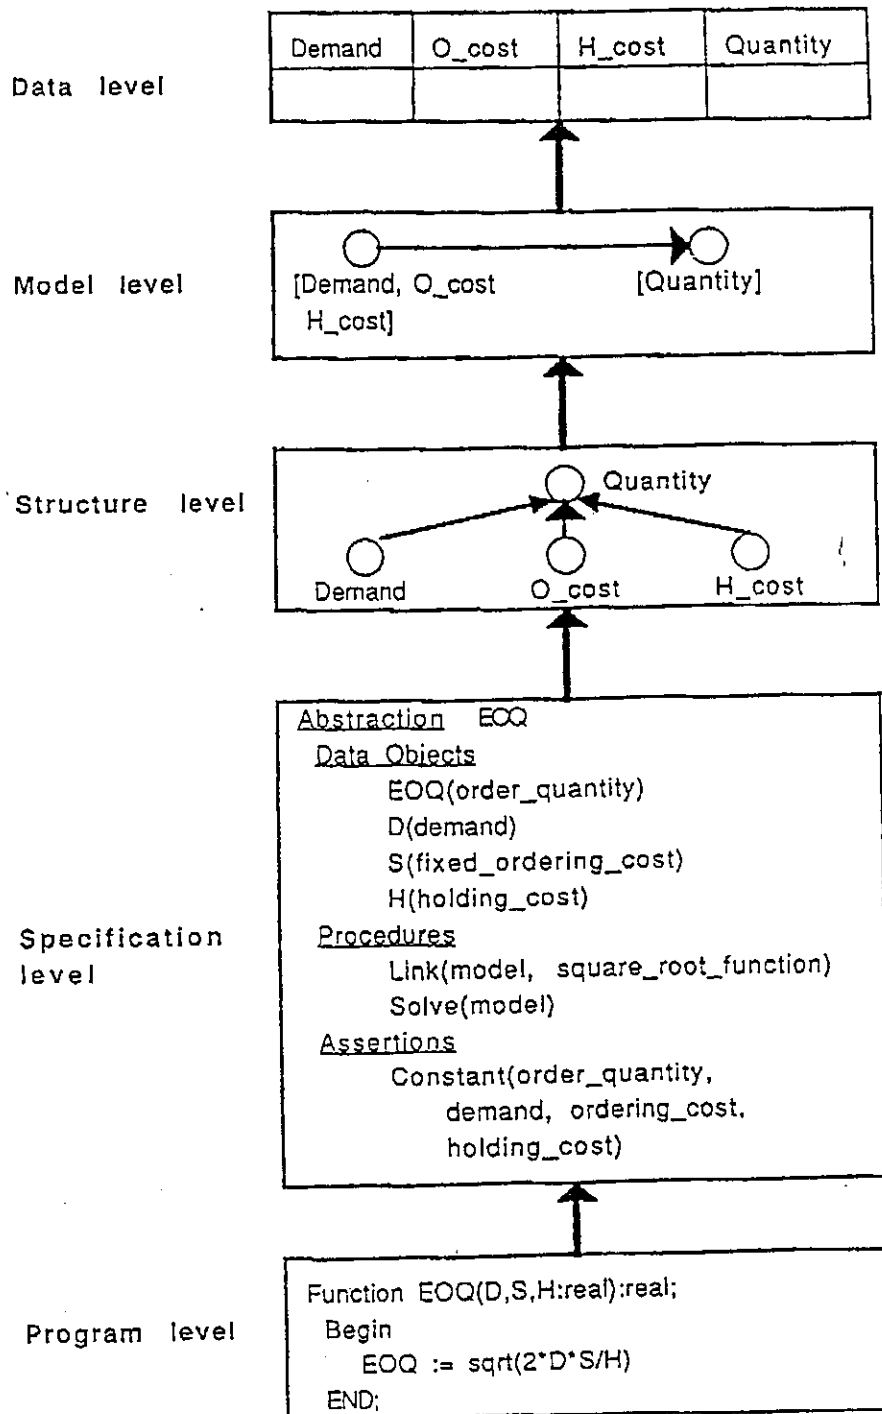 Demand O_cost H_cost Quantity
Data level
Model level
[Demand, O_cost [Quantity]
H_cost]
Structure level
Quantity
Demand O_cost H_cost
Abstraction EOQ
Data Objects
EOQ(order_quantity)
D(demand)
S(fixed_ordering_cost)
H(holding_cost)
Specification
level
Procedures
Link(model, square_root_function)
Solve(model)
Assertions
Constant(order_quantity,
demand, ordering_cost,
holding_cost)
Program level
Function EOQ(D,S,H:real):real;
Begin
EOQ := sqrt(2*D*S/H)
END;